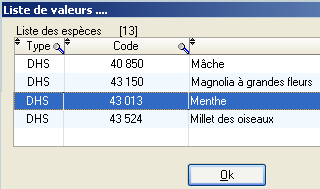 Liste de valeurs ....
Liste des espèces [13]
Type Code
DHS 40 850 Mâche
DHS 43 150 Magnolia à grandes fleurs
DHS 43 013 Menthe
DHS 43 524 Millet des oiseaux
Ok